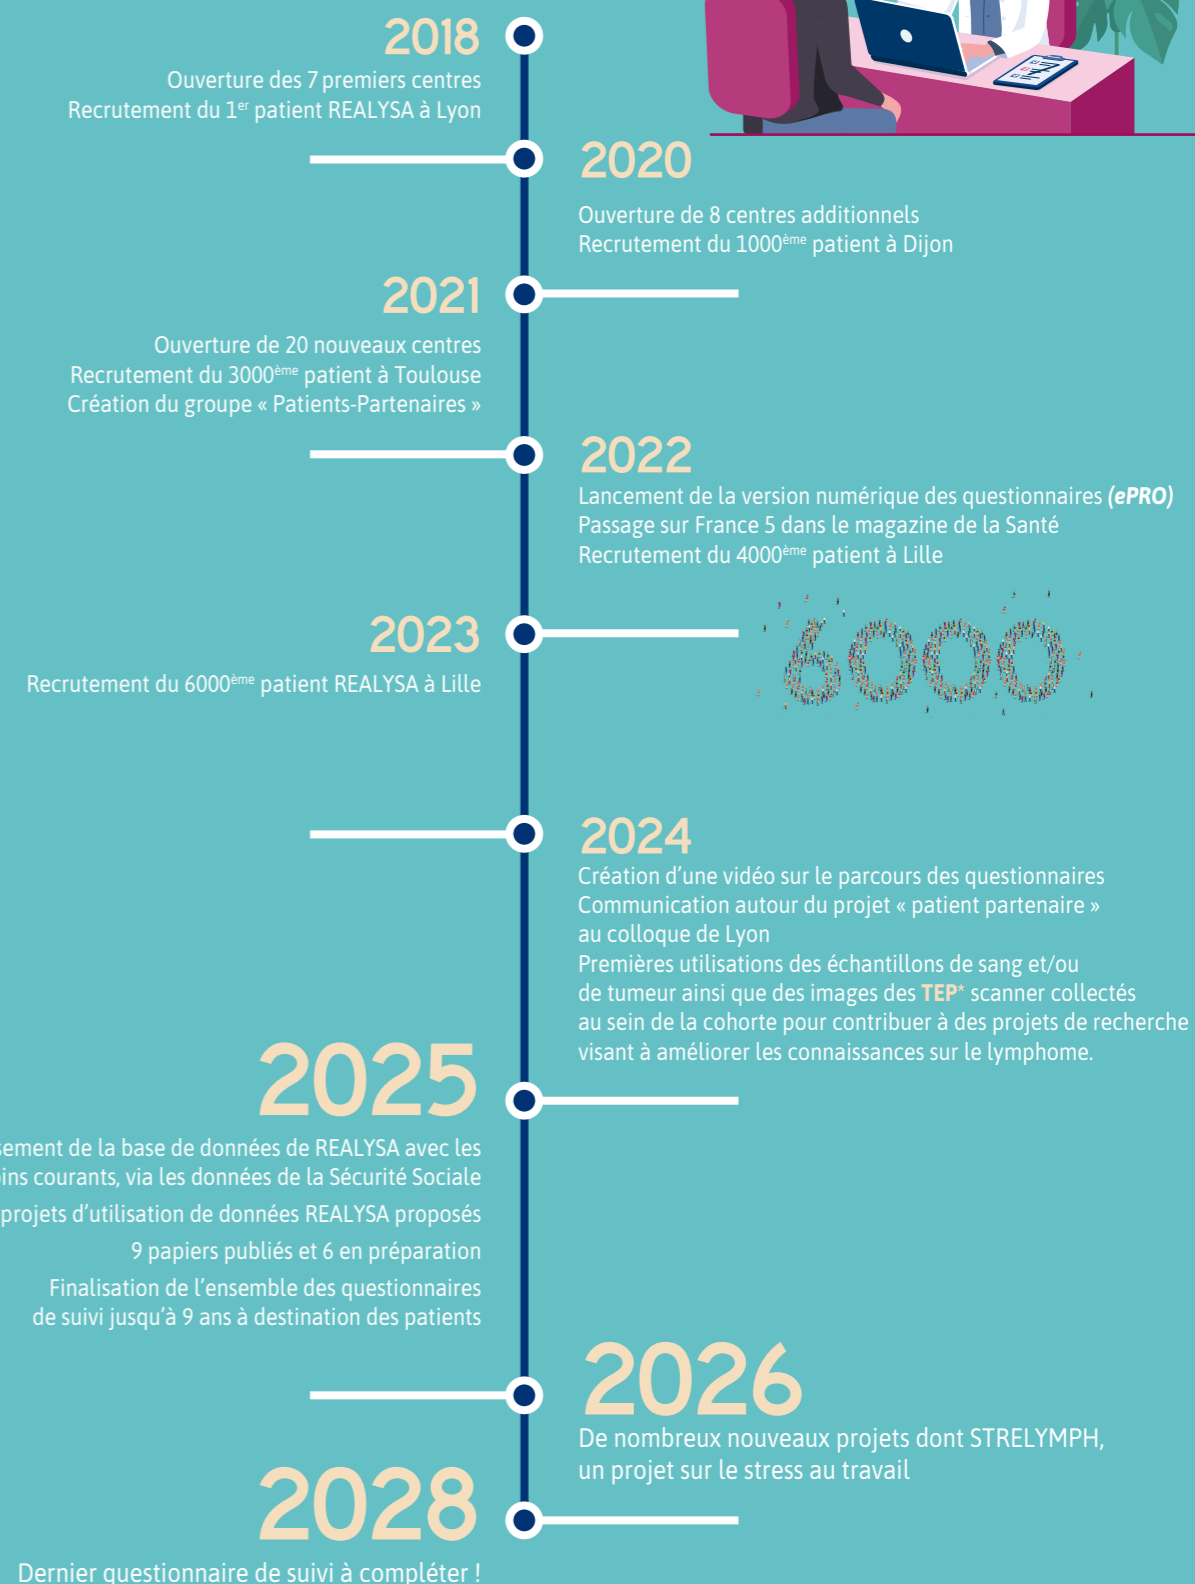 2018
Ouverture des 7 premiers centres
Recrutement du 1er patient REALYSA à Lyon
2020
Ouverture de 8 centres additionnels
Recrutement du 1000ème patient à Dijon
2021
Ouverture de 20 nouveaux centres
Recrutement du 3000ème patient à Toulouse
Création du groupe « Patients-Partenaires »
2022
Lancement de la version numérique des questionnaires (ePRO)
Passage sur France 5 dans le magazine de la Santé
Recrutement du 4000ème patient à Lille
2023
Recrutement du 6000ème patient REALYSA à Lille
6000
2024
Création d’une vidéo sur le parcours des questionnaires
Communication autour du projet « patient partenaire »
au colloque de Lyon
Premières utilisations des échantillons de sang et/ou
de tumeur ainsi que des images des TEP* scanner collectés
au sein de la cohorte pour contribuer à des projets de recherche
visant à améliorer les connaissances sur le lymphome.
2025
de la base de données de REALYSA avec les
courants, via les données de la Sécurité Sociale
projets d’utilisation de données REALYSA proposés
9 papiers publiés et 6 en préparation
Finalisation de l’ensemble des questionnaires
de suivi jusqu’à 9 ans à destination des patients
2026
De nombreux nouveaux projets dont STRELYMPH,
un projet sur le stress au travail
2028
Dernier questionnaire de suivi à compléter !